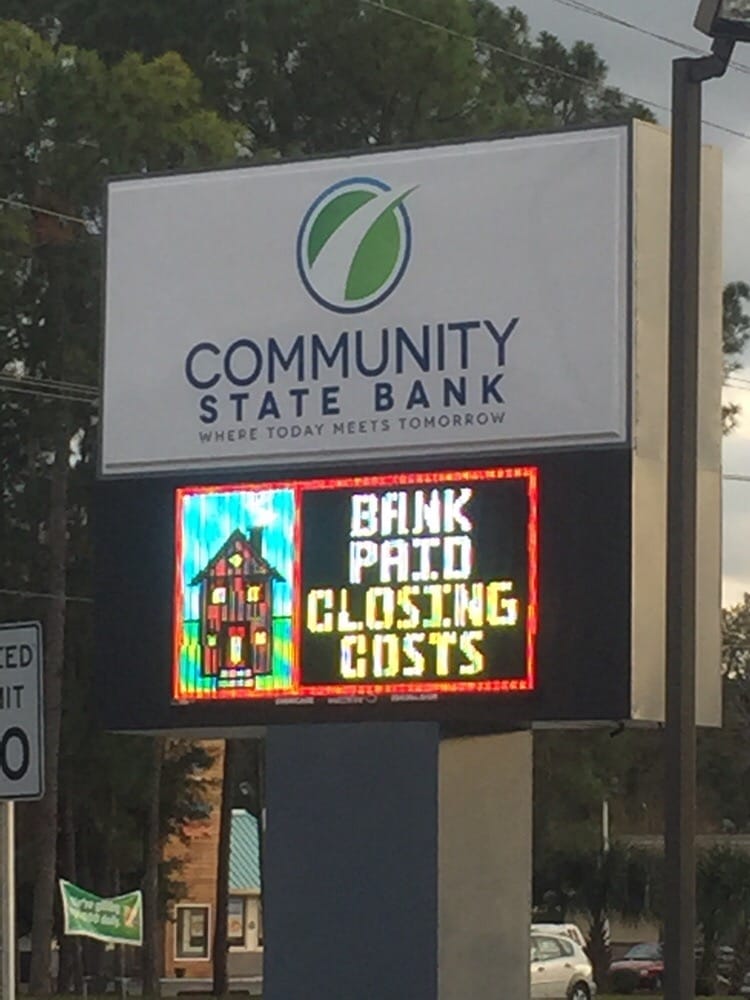 COMMUNITY
STATE BANK
WHERE TODAY MEETS TOMORROW
BANK
PAID
CLOSING
COSTS